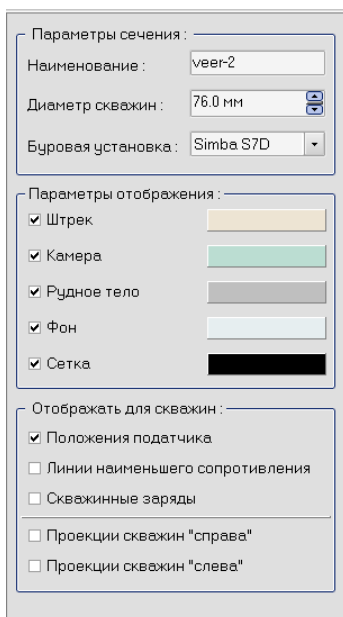 Параметры сечения :
Наименование : veer-2
Диаметр скважин : 76.0 мм
Буровая установка : Simba S7D
Параметры отображения :
Штрек
Камера
Рудное тело
Фон
Сетка
Отображать для скважин :
Положения податчика
Линии наименьшего сопротивления
Скважинные заряды
Проекции скважин "справа"
Проекции скважин "слева"